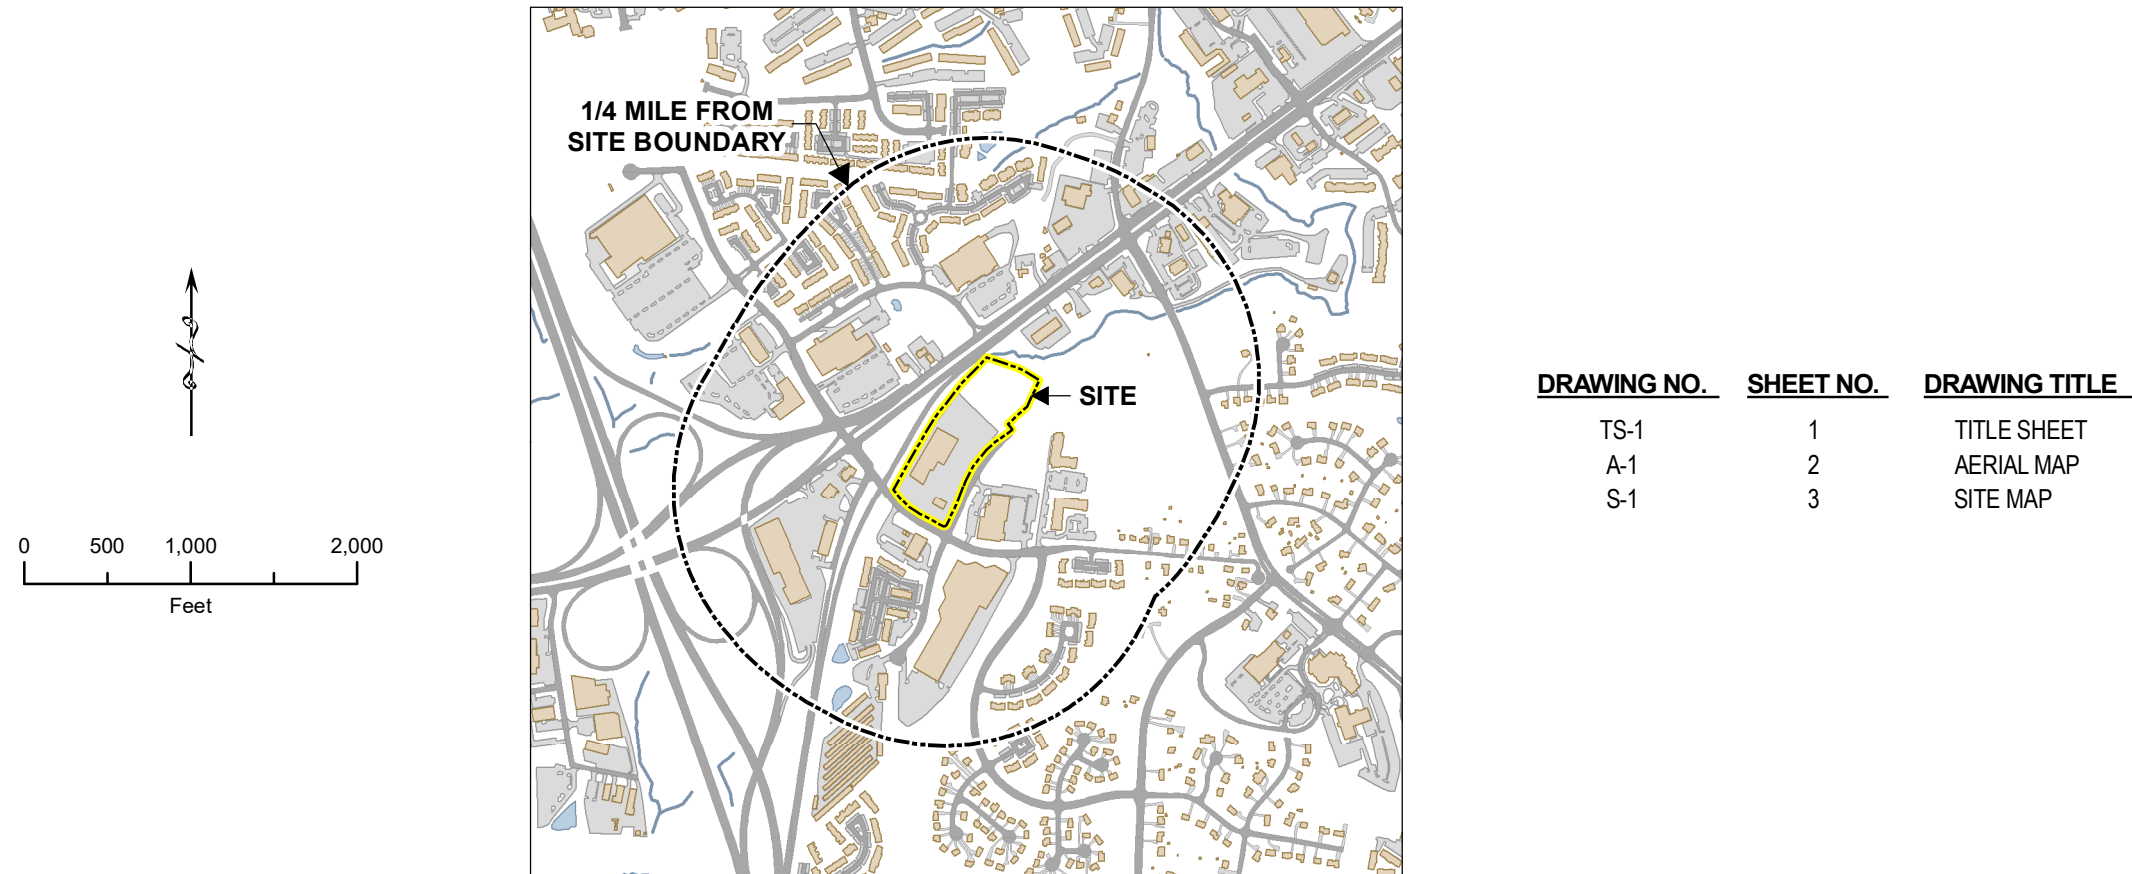 1/4 MILE FROM
SITE BOUNDARY
SITE
0 500 1,000 2,000
Feet
DRAWING NO. SHEET NO. DRAWING TITLE
TS-1 1 TITLE SHEET
A-1 2 AERIAL MAP
S-1 3 SITE MAP